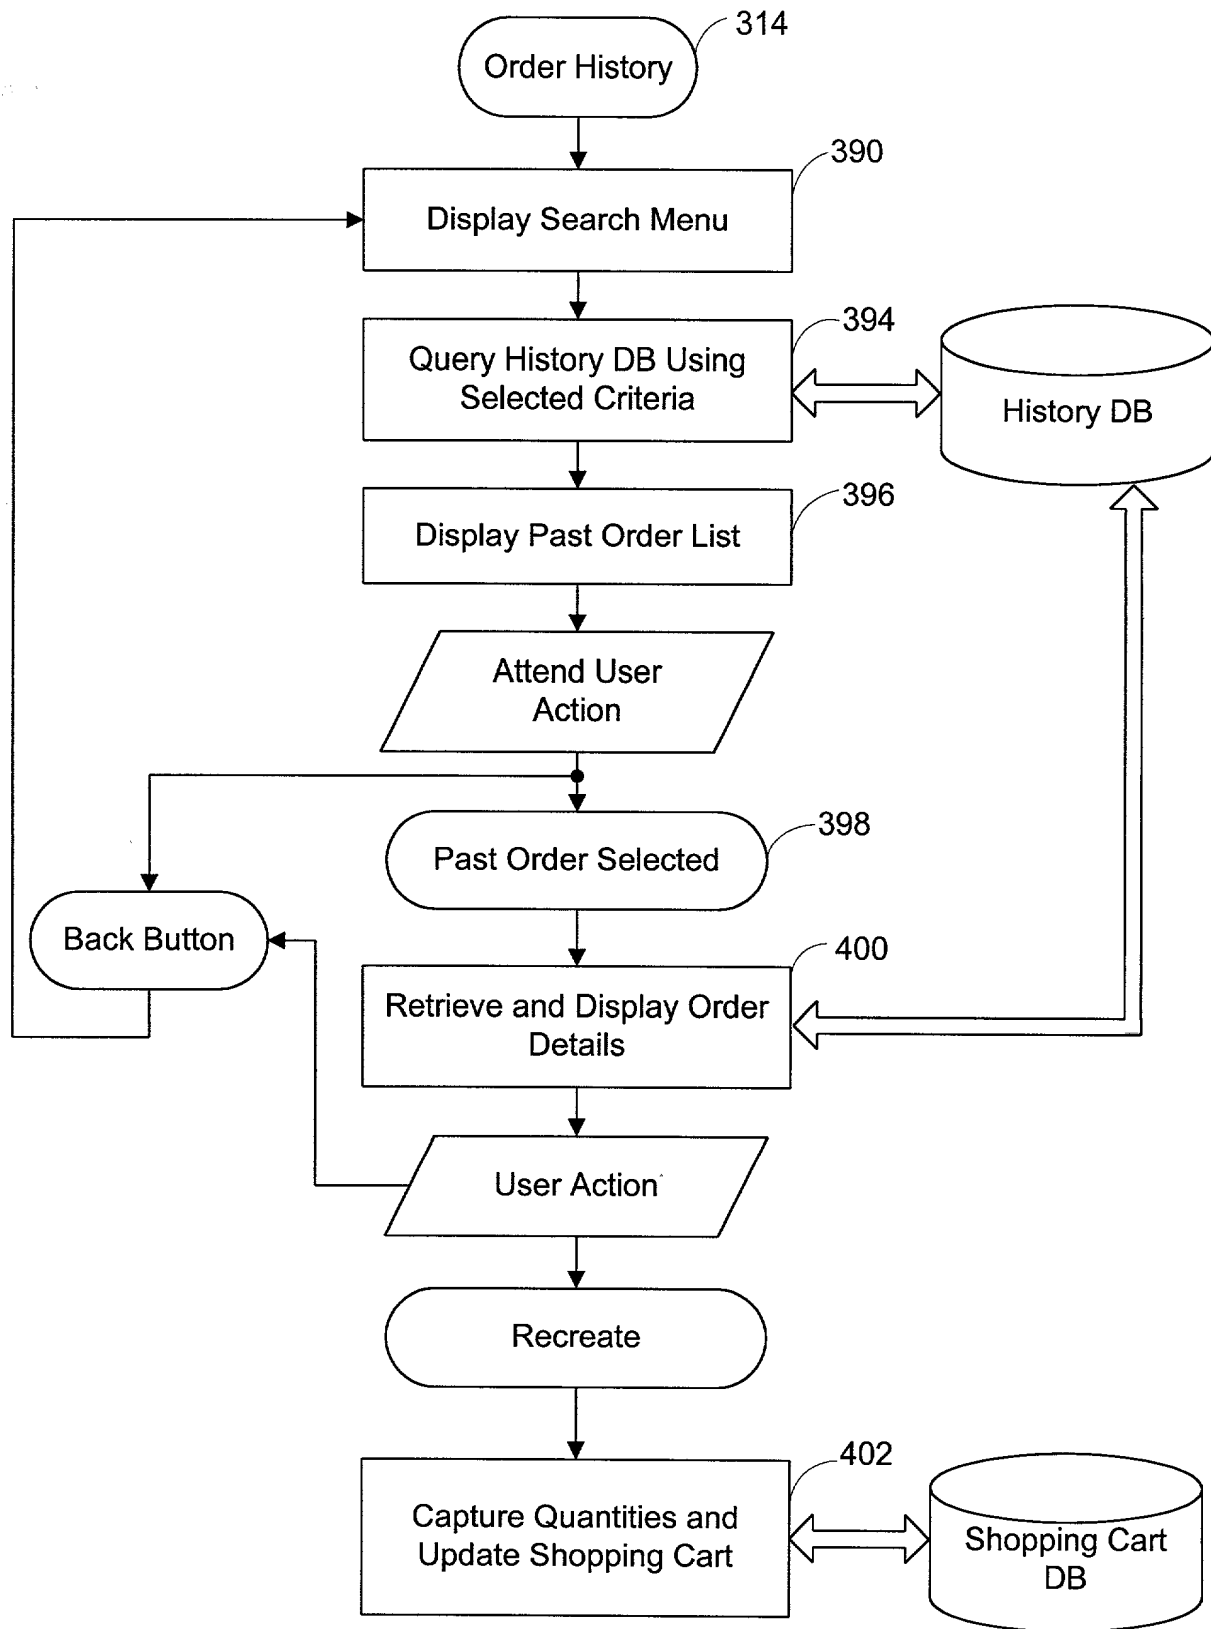 314
Order History
390
Display Search Menu
394
Query History DB Using
Selected Criteria
History DB
396
Display Past Order List
Attend User
Action
398
Past Order Selected
Back Button
400
Retrieve and Display Order
Details
User Action
Recreate
402
Capture Quantities and
Update Shopping Cart
Shopping Cart
DB